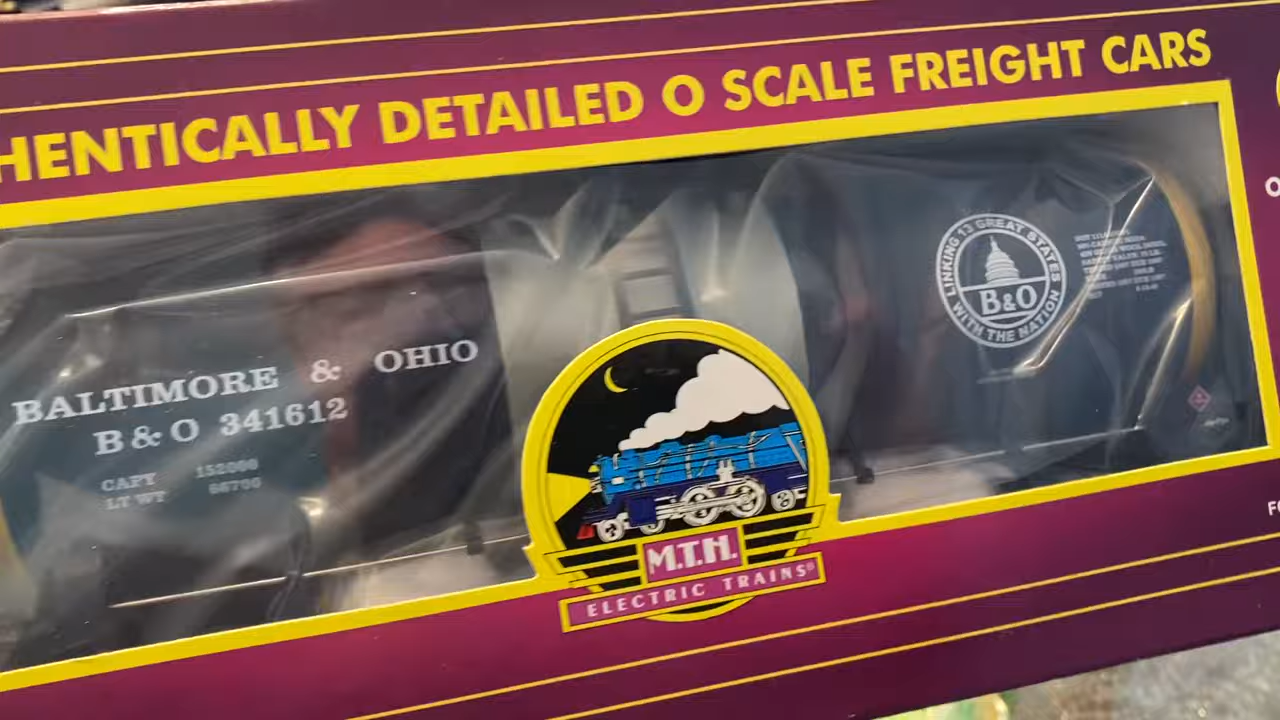 HENTICALLY DETAILED O SCALE FREIGHT CARS
BALTIMORE & OHIO
B & O 341612
CAPY 152000
LT WT 66700
LINKING 13 GREAT STATES
B&O
WITH THE NATION
M.T.H.
ELECTRIC TRAINS®